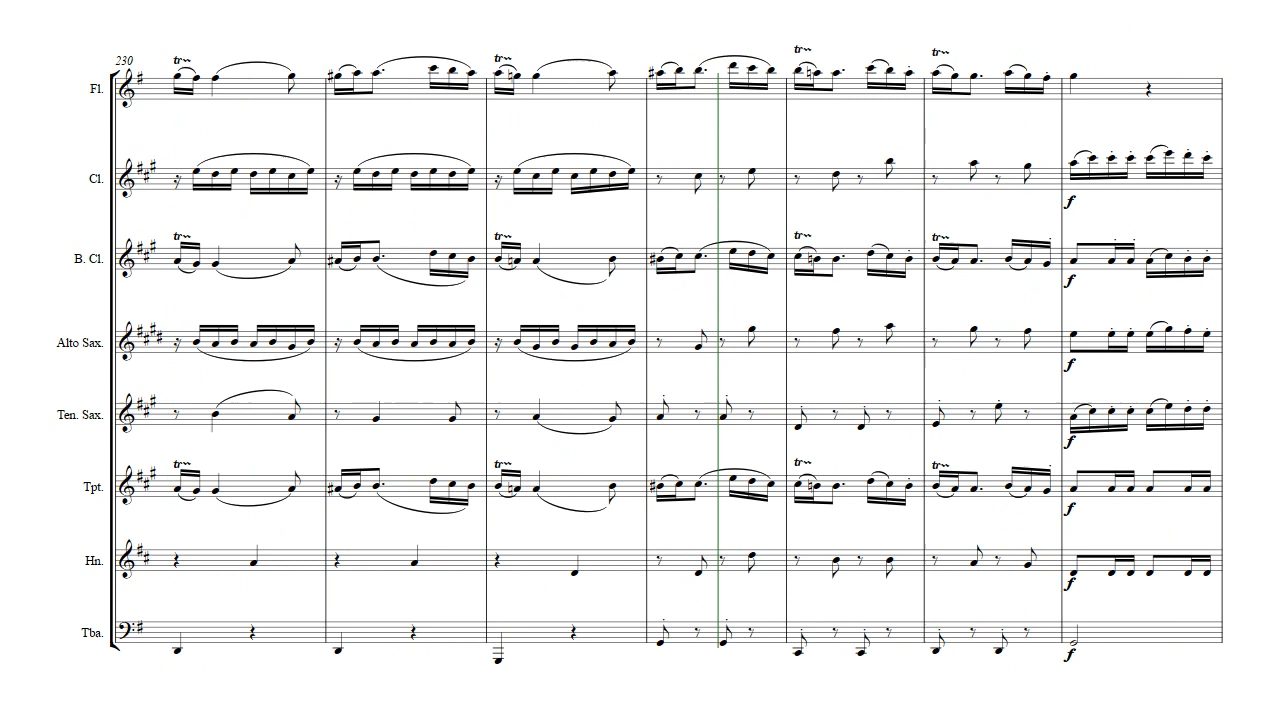 230
tr tr tr tr
Fl.
Cl.
f
tr tr tr tr
B. Cl.
f
Alto Sax.
f
Ten. Sax.
f
tr tr tr tr
Tpt.
f
Hn.
f
Tba.
f